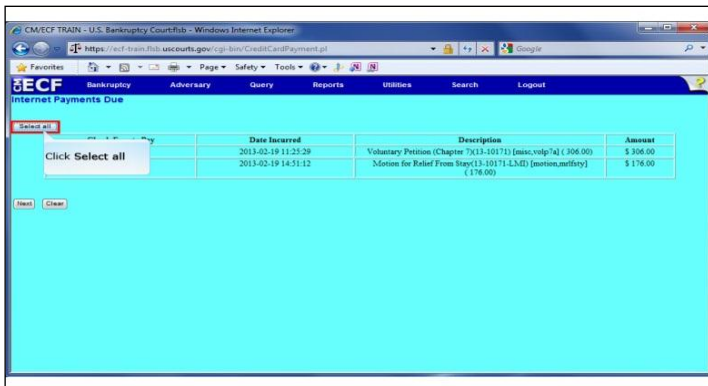 CM/ECF TRAIN - U.S. Bankruptcy Court:flsb - Windows Internet Explorer
https://ecf-train.flsb.uscourts.gov/cgi-bin/CreditCardPayment.pl
Google
Favorites Page Safety Tools
ECF Bankruptcy Adversary Query Reports Utilities Search Logout ?
Internet Payments Due
Select all
Date Incurred Description Amount
Click Select all
2013-02-19 11:25:29 Voluntary Petition (Chapter 7)(13-10171) [misc,volp7a] ( 306.00) $ 306.00
2013-02-19 14:51:12 Motion for Relief From Stay(13-10171-LMI) [motion,mrlfsty] $ 176.00
( 176.00)
Next Clear